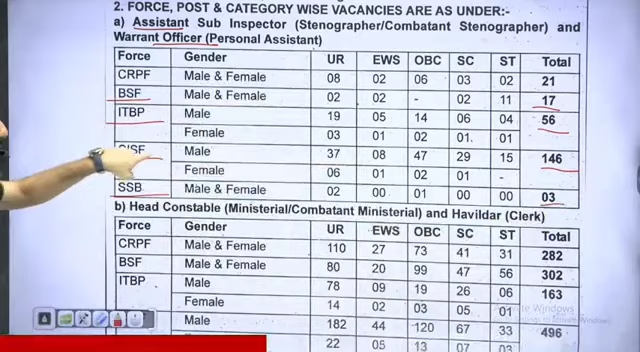 2. FORCE, POST & CATEGORY WISE VACANCIES ARE AS UNDER:-
a) Assistant Sub Inspector (Stenographer/Combatant Stenographer) and
Warrant Officer (Personal Assistant)
Force Gender UR EWS OBC SC ST Total
CRPF Male & Female 08 02 06 03 02 21
BSF Male & Female 02 02 - 02 11 17
ITBP Male 19 05 14 06 04 56
Female 03 01 02 01. 01
CISF Male 37 08 47 29 15 146
Female 06 01 02 01 -
SSB Male & Female 02 00 01 00 00 03
b) Head Constable (Ministerial/Combatant Ministerial) and Havildar (Clerk)
Force Gender UR EWS OBC SC ST Total
CRPF Male & Female 110 27 73 41 31 282
BSF Male & Female 80 20 99 47 56 302
ITBP Male 78 09 19 26 06 163
Female 14 02 03 05 01
Male 182 44 120 67 33 496
22 05 13 07 03
Windows